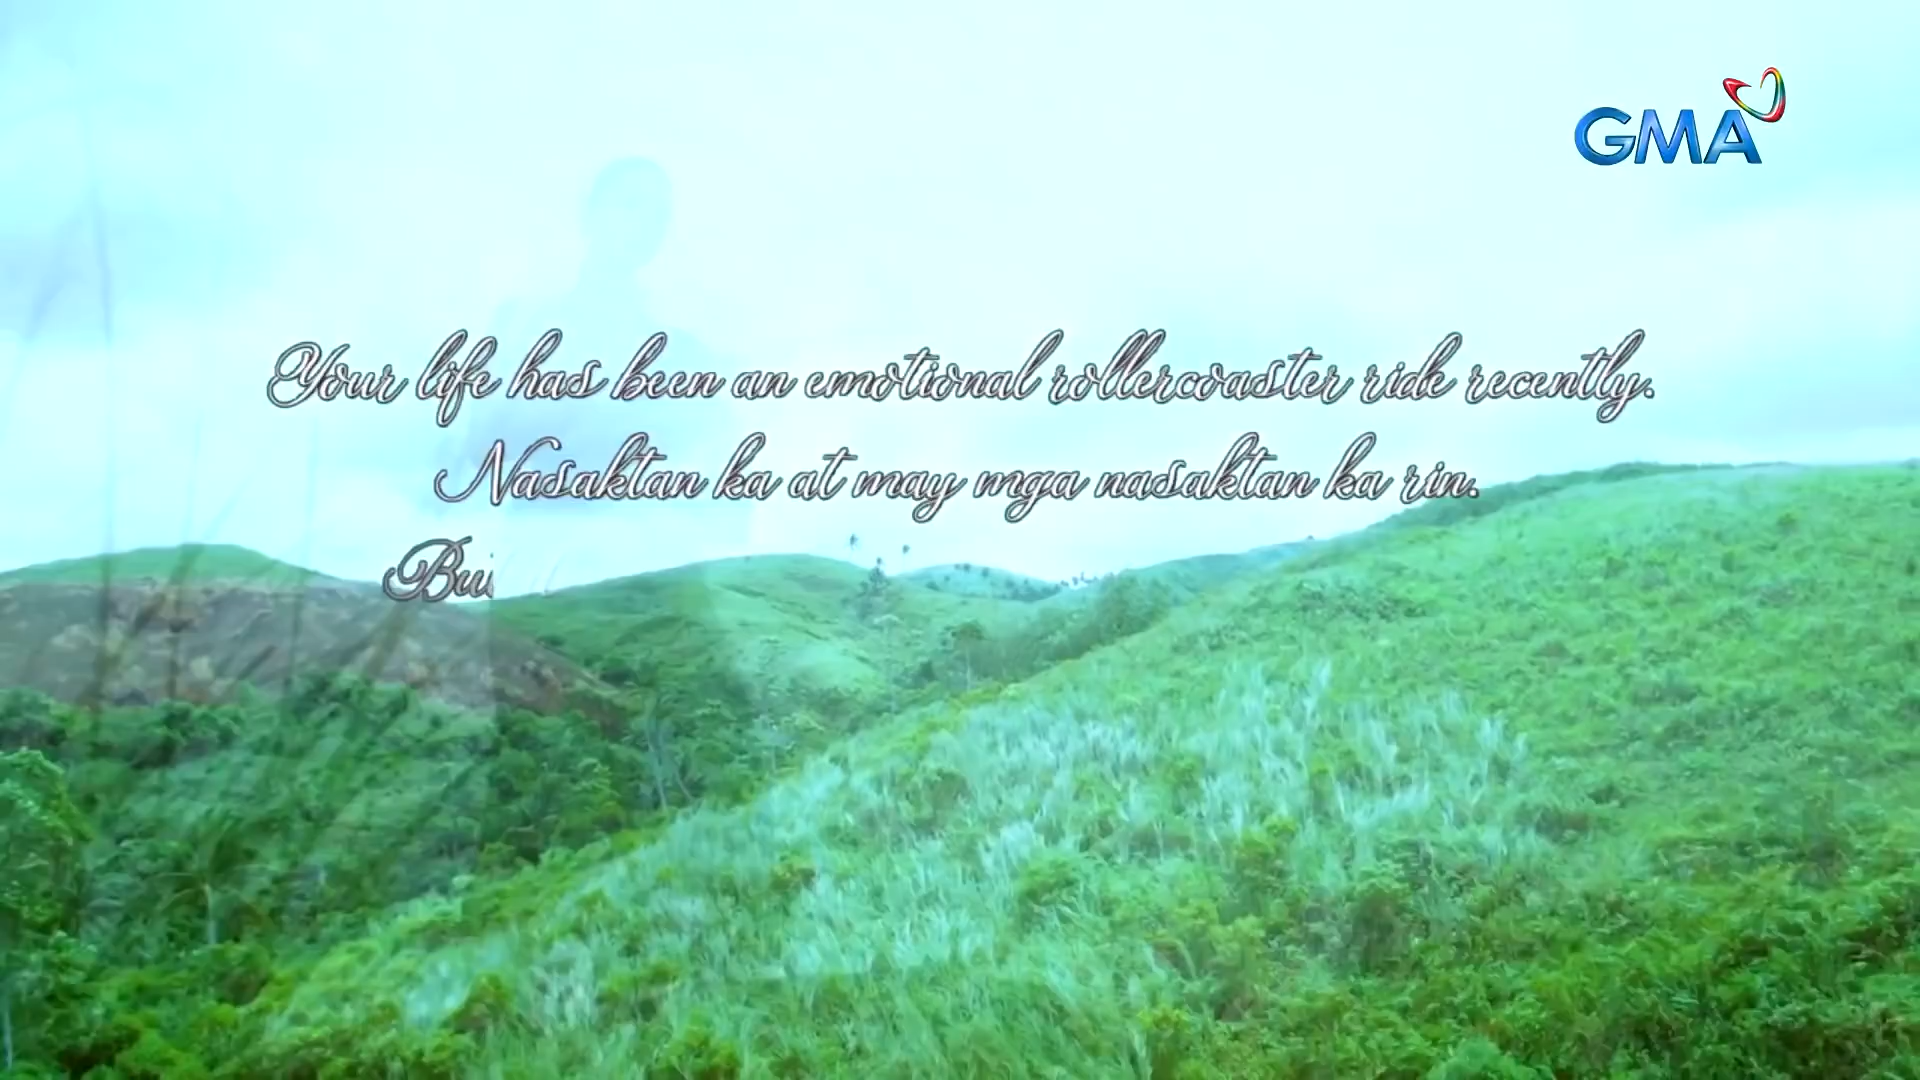 GMA
Your life has been an emotional rollercoaster ride recently.
Nasaktan ka at may mga nasaktan ka rin.